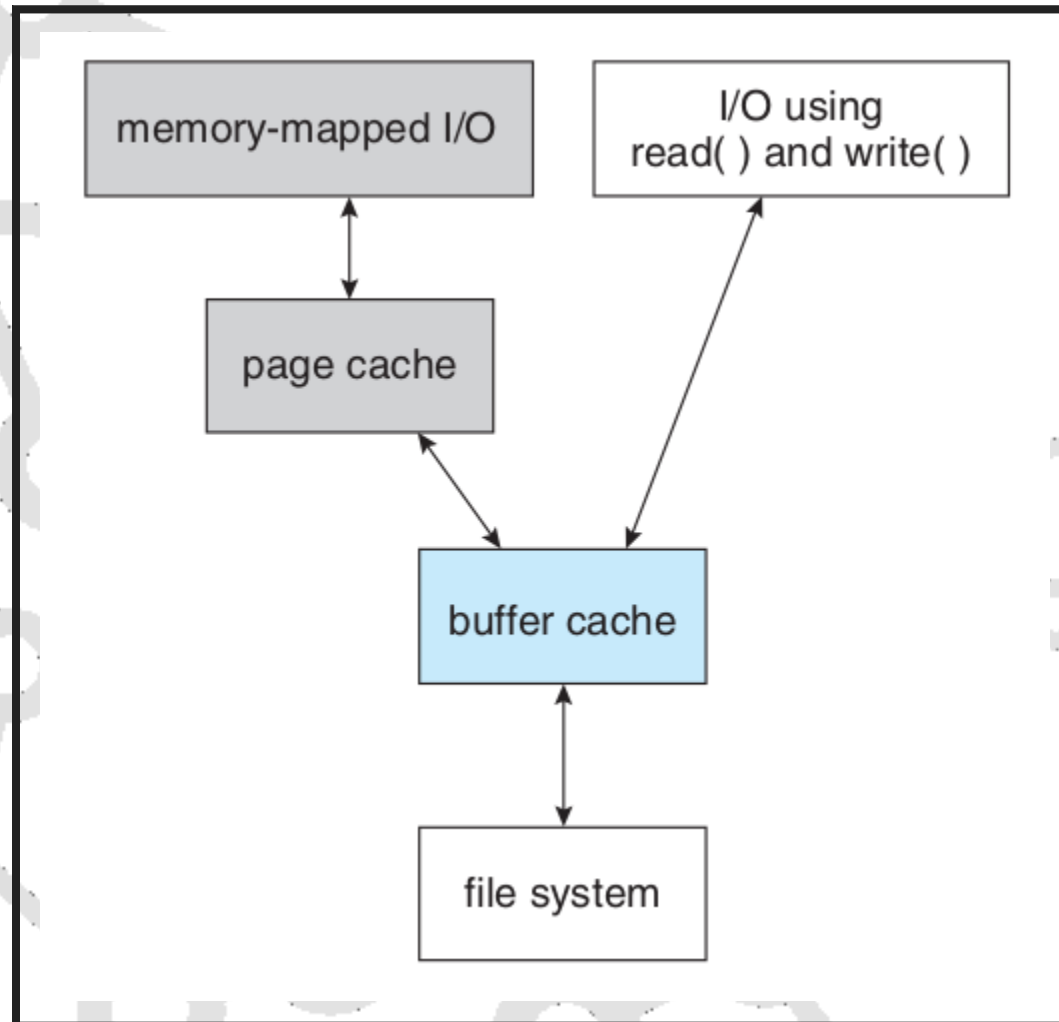 memory-mapped I/O
I/O using
read( ) and write( )
page cache
buffer cache
file system